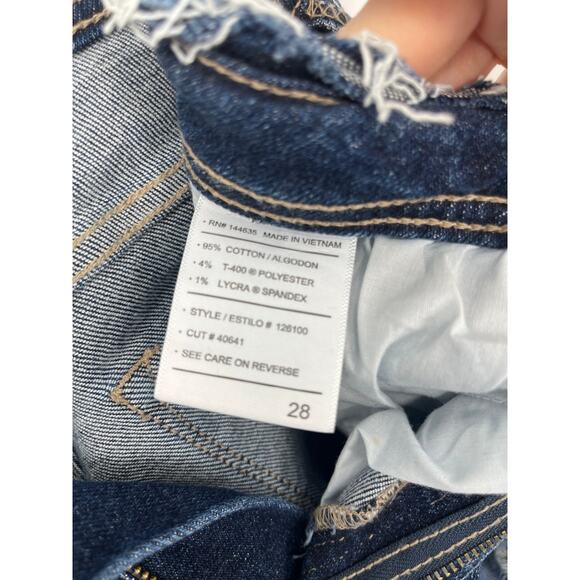 • RN# 144635 MADE IN VIETNAM
• 95% COTTON / ALGODON
• 4% T-400 ® POLYESTER
• 1% LYCRA ® SPANDEX
• STYLE / ESTILO # 126100
• CUT # 40641
• SEE CARE ON REVERSE
28